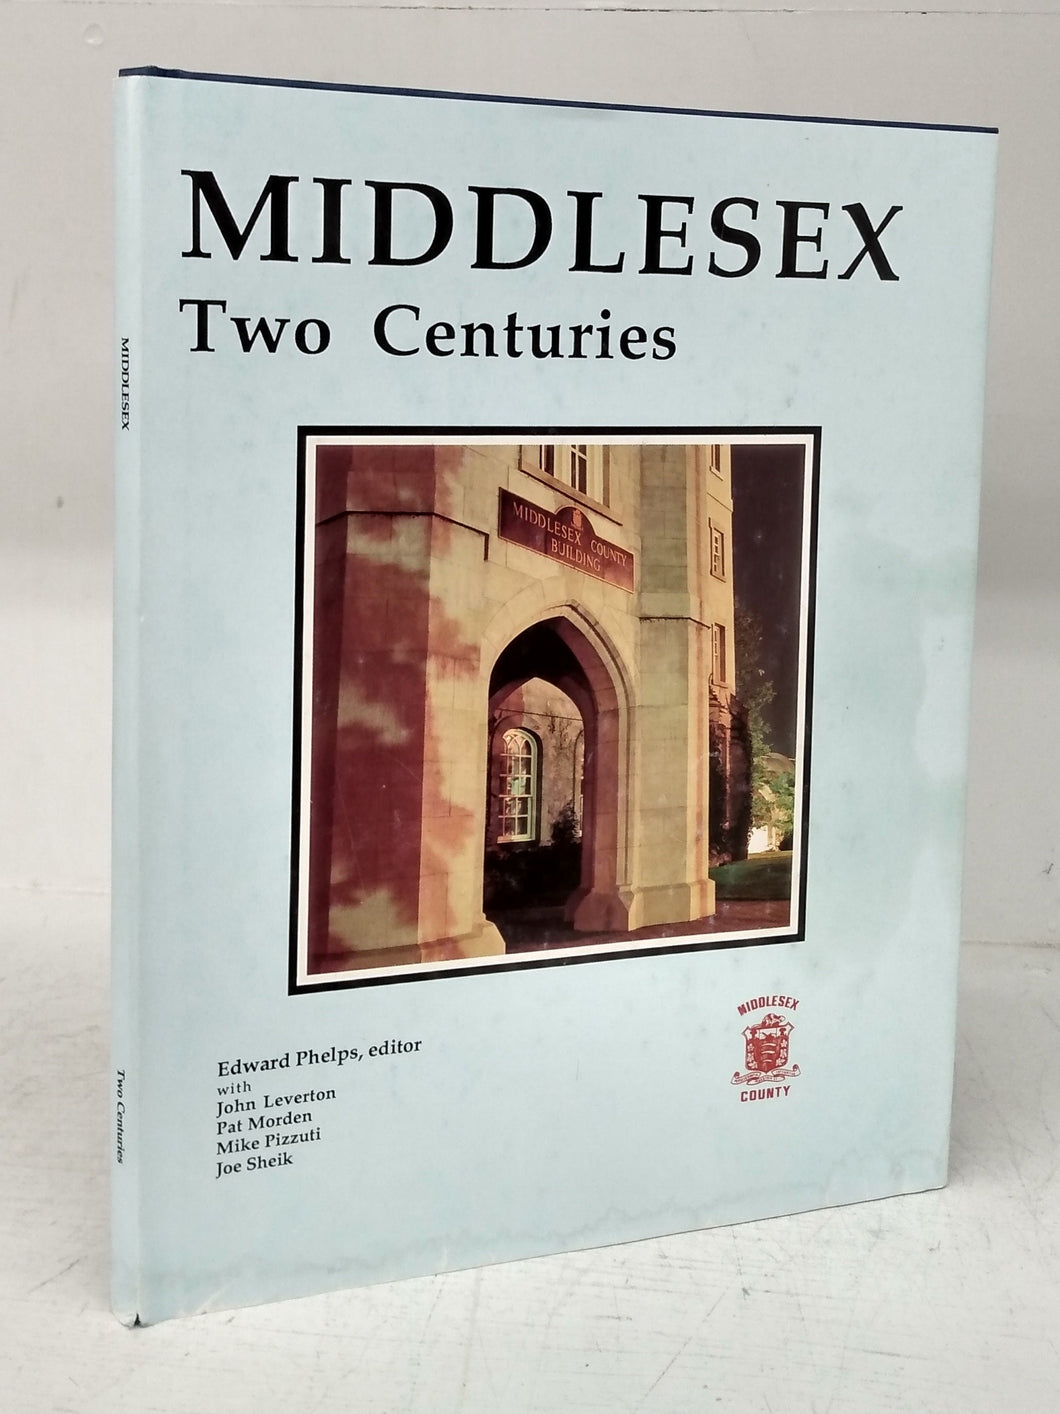 MIDDLESEX
Two Centuries
MIDDLESEX COUNTY
BUILDING
Edward Phelps, editor
with
John Leverton
Pat Morden
Mike Pizzuti
Joe Sheik
MIDDLESEX
COUNTY
MIDDLESEX
Two Centuries